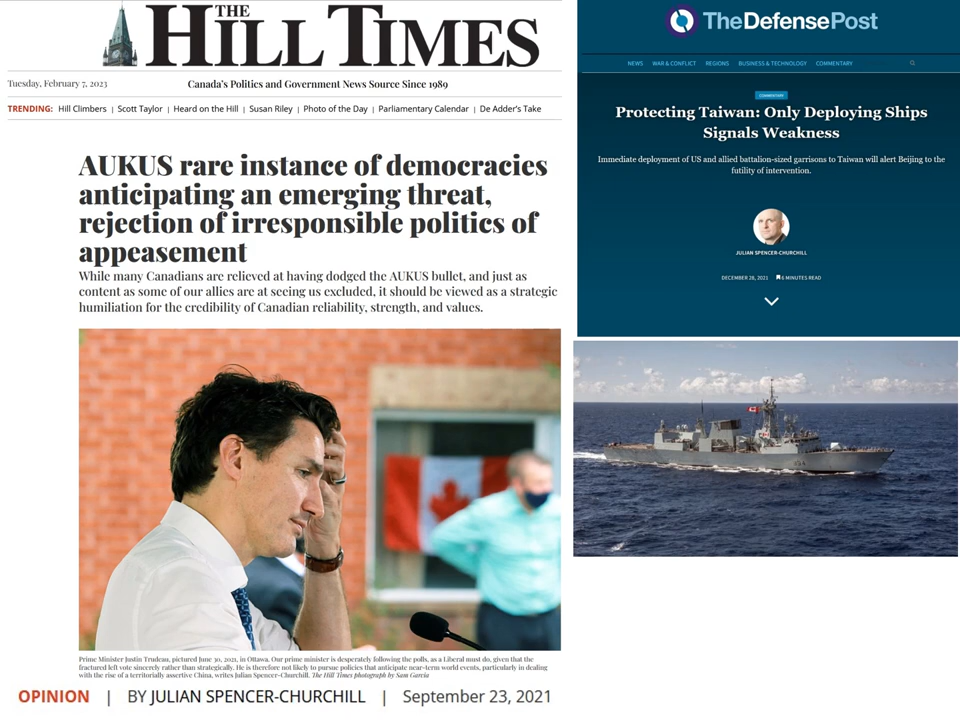 THE
HILL TIMES
Tuesday, February 7, 2023 Canada's Politics and Government News Source Since 1989
TRENDING: Hill Climbers | Scott Taylor | Heard on the Hill | Susan Riley | Photo of the Day | Parliamentary Calendar | De Adder's Take
AUKUS rare instance of democracies
anticipating an emerging threat,
rejection of irresponsible politics of
appeasement
While many Canadians are relieved at having dodged the AUKUS bullet, and just as
content as some of our allies are at seeing us excluded, it should be viewed as a strategic
humiliation for the credibility of Canadian reliability, strength, and values.
Prime Minister Justin Trudeau, pictured June 30, 2021, in Ottawa. Our prime minister is desperately following the polls, as a Liberal must do, given that the
fractured left vote sincerely rather than strategically. He is therefore not likely to pursue policies that anticipate near-term world events, particularly in dealing
with the rise of a territorially assertive China, writes Julian Spencer-Churchill. The Hill Times photograph by Sam Garcia
OPINION | BY JULIAN SPENCER-CHURCHILL | September 23, 2021
TheDefensePost
NEWS WAR & CONFLICT REGIONS BUSINESS & TECHNOLOGY COMMENTARY
COMMENTARY
Protecting Taiwan: Only Deploying Ships
Signals Weakness
Immediate deployment of US and allied battalion-sized garrisons to Taiwan will alert Beijing to the
futility of intervention.
JULIAN SPENCER-CHURCHILL
DECEMBER 28, 2021 6 MINUTES READ